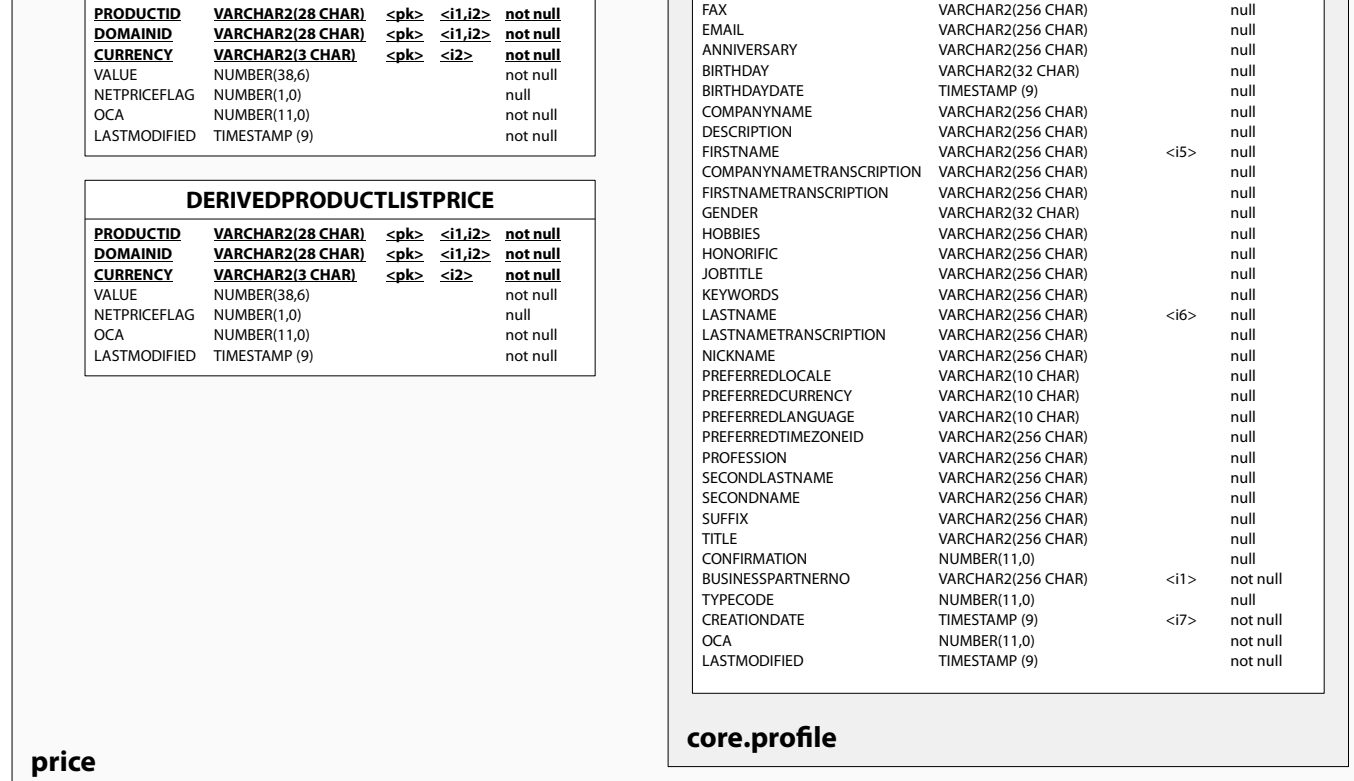 PRODUCTID VARCHAR2(28 CHAR) <pk> <i1,i2> not null
DOMAINID VARCHAR2(28 CHAR) <pk> <i1,i2> not null
CURRENCY VARCHAR2(3 CHAR) <pk> <i2> not null
VALUE NUMBER(38,6) not null
NETPRICEFLAG NUMBER(1,0) null
OCA NUMBER(11,0) not null
LASTMODIFIED TIMESTAMP (9) not null
DERIVEDPRODUCTLISTPRICE
PRODUCTID VARCHAR2(28 CHAR) <pk> <i1,i2> not null
DOMAINID VARCHAR2(28 CHAR) <pk> <i1,i2> not null
CURRENCY VARCHAR2(3 CHAR) <pk> <i2> not null
VALUE NUMBER(38,6) not null
NETPRICEFLAG NUMBER(1,0) null
OCA NUMBER(11,0) not null
LASTMODIFIED TIMESTAMP (9) not null
price
FAX VARCHAR2(256 CHAR) null
EMAIL VARCHAR2(256 CHAR) null
ANNIVERSARY VARCHAR2(256 CHAR) null
BIRTHDAY VARCHAR2(32 CHAR) null
BIRTHDAYDATE TIMESTAMP (9) null
COMPANYNAME VARCHAR2(256 CHAR) null
DESCRIPTION VARCHAR2(256 CHAR) null
FIRSTNAME VARCHAR2(256 CHAR) <i5> null
COMPANYNAMETRANSCRIPTION VARCHAR2(256 CHAR) null
FIRSTNAMETRANSCRIPTION VARCHAR2(256 CHAR) null
GENDER VARCHAR2(32 CHAR) null
HOBBIES VARCHAR2(256 CHAR) null
HONORIFIC VARCHAR2(256 CHAR) null
JOBTITLE VARCHAR2(256 CHAR) null
KEYWORDS VARCHAR2(256 CHAR) null
LASTNAME VARCHAR2(256 CHAR) <i6> null
LASTNAMETRANSCRIPTION VARCHAR2(256 CHAR) null
NICKNAME VARCHAR2(256 CHAR) null
PREFERREDLOCALE VARCHAR2(10 CHAR) null
PREFERREDCURRENCY VARCHAR2(10 CHAR) null
PREFERREDLANGUAGE VARCHAR2(10 CHAR) null
PREFERREDTIMEZONEID VARCHAR2(256 CHAR) null
PROFESSION VARCHAR2(256 CHAR) null
SECONDLASTNAME VARCHAR2(256 CHAR) null
SECONDNAME VARCHAR2(256 CHAR) null
SUFFIX VARCHAR2(256 CHAR) null
TITLE VARCHAR2(256 CHAR) null
CONFIRMATION NUMBER(11,0) null
BUSINESSPARTNERNO VARCHAR2(256 CHAR) <i1> not null
TYPECODE NUMBER(11,0) null
CREATIONDATE TIMESTAMP (9) <i7> not null
OCA NUMBER(11,0) not null
LASTMODIFIED TIMESTAMP (9) not null
core.profile